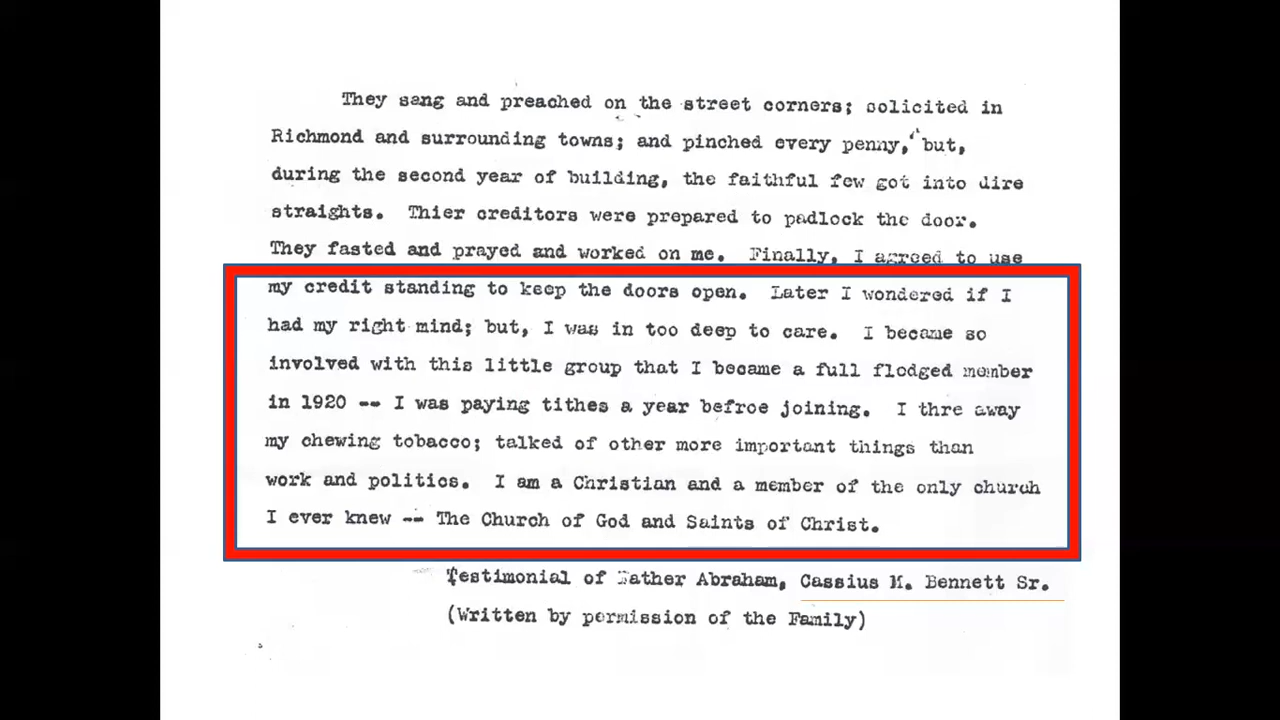 They sang and preached on the street corners; solicited in
Richmond and surrounding towns; and pinched every penny, but,
during the second year of building, the faithful few got into dire
straights. Thier creditors were prepared to padlock the door.
They fasted and prayed and worked on me. Finally, I agreed to use
my credit standing to keep the doors open. Later I wondered if I
had my right mind; but, I was in too deep to care. I became so
involved with this little group that I became a full fledged member
in 1920 -- I was paying tithes a year befroe joining. I thre away
my chewing tobacco; talked of other more important things than
work and politics. I am a Christian and a member of the only church
I ever knew -- The Church of God and Saints of Christ.
Testimonial of Father Abraham, Cassius M. Bennett Sr.
(Written by permission of the Family)